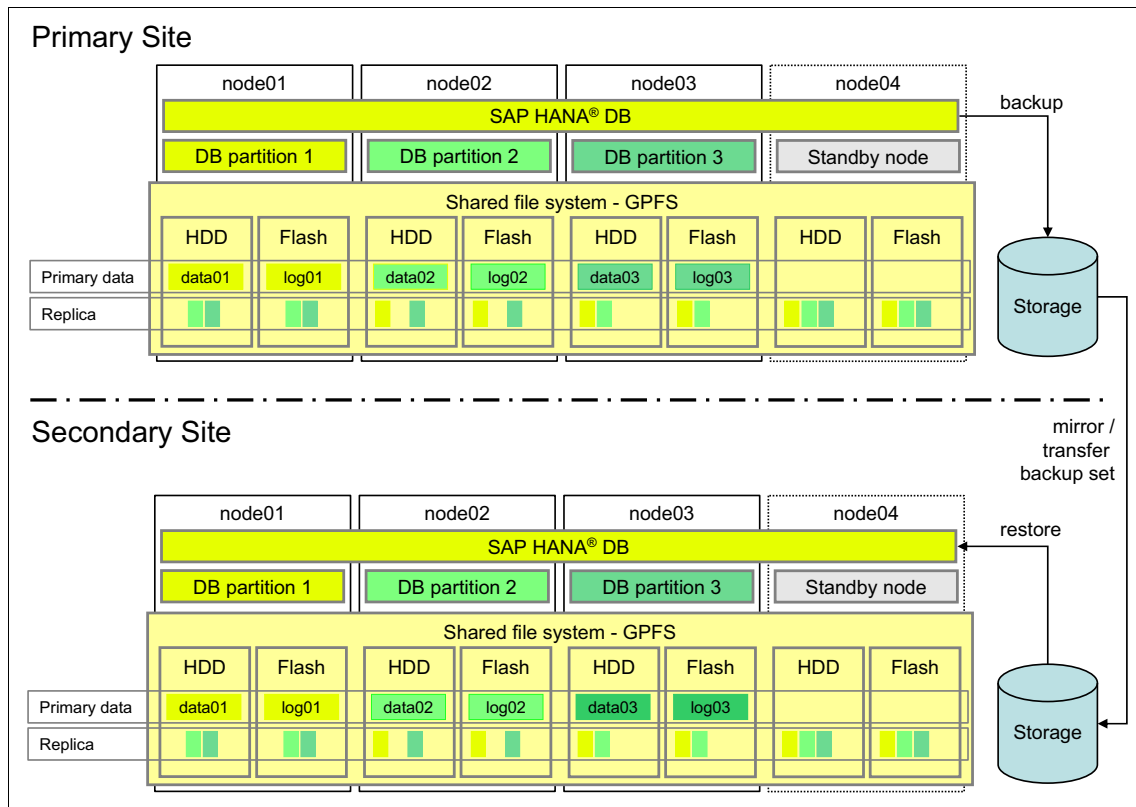 Primary Site
node01 node02 node03 node04
backup
SAP HANA® DB
DB partition 1 DB partition 2 DB partition 3 Standby node
Shared file system - GPFS
HDD Flash HDD Flash HDD Flash HDD Flash
Primary data data01 log01 data02 log02 data03 log03
Replica
Storage
Secondary Site
mirror /
transfer
backup set
node01 node02 node03 node04
restore
SAP HANA® DB
DB partition 1 DB partition 2 DB partition 3 Standby node
Shared file system - GPFS
HDD Flash HDD Flash HDD Flash HDD Flash
Primary data data01 log01 data02 log02 data03 log03
Replica
Storage